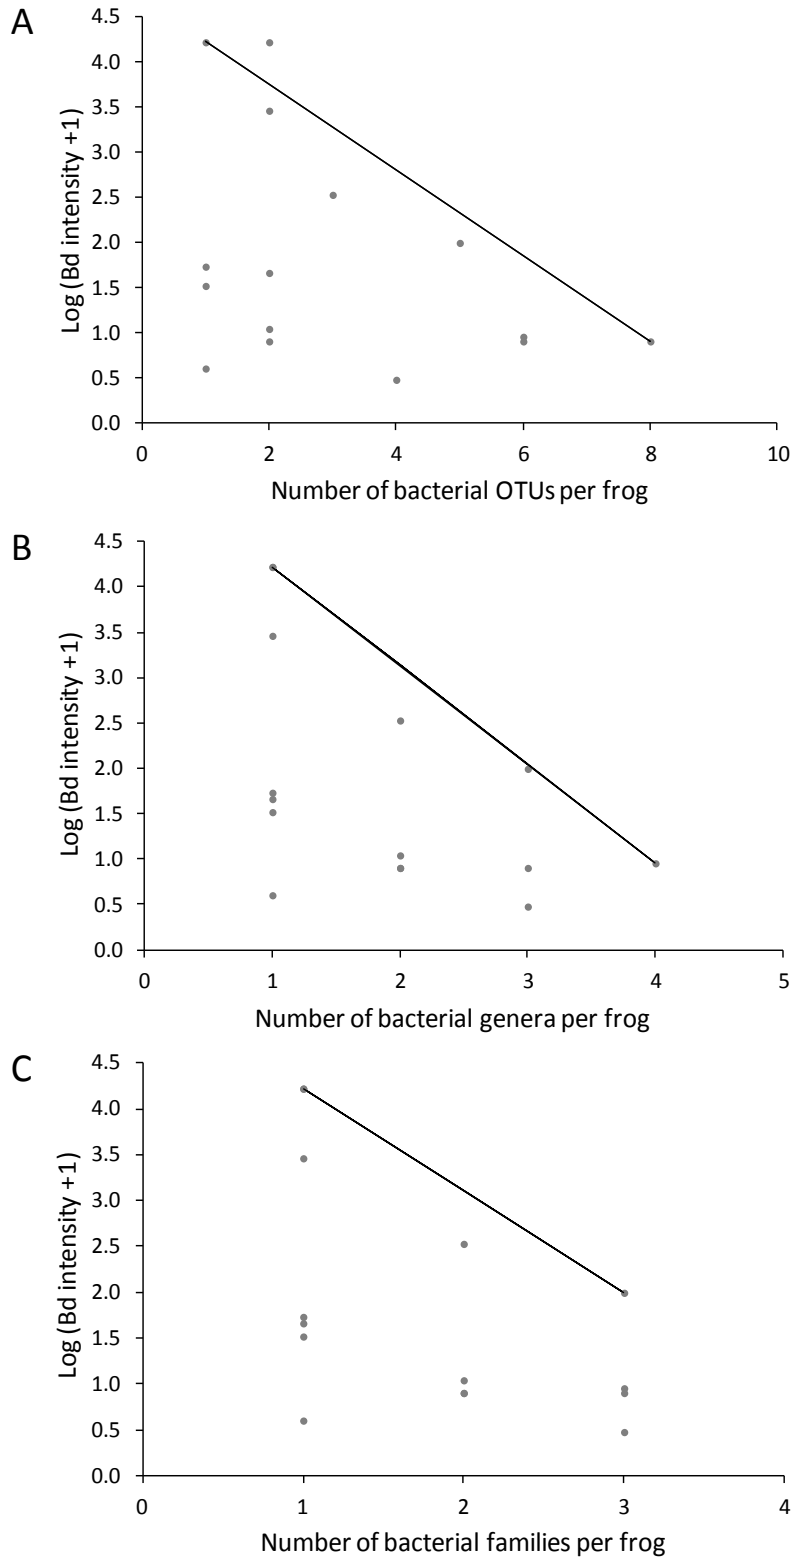 A
4.5
4.0
3.5
3.0
2.5
2.0
1.5
1.0
0.5
0.0
Log (Bd intensity +1)
0 2 4 6 8 10
Number of bacterial OTUs per frog
B
4.5
4.0
3.5
3.0
2.5
2.0
1.5
1.0
0.5
0.0
Log (Bd intensity +1)
0 1 2 3 4 5
Number of bacterial genera per frog
C
4.5
4.0
3.5
3.0
2.5
2.0
1.5
1.0
0.5
0.0
Log (Bd intensity +1)
0 1 2 3 4
Number of bacterial families per frog